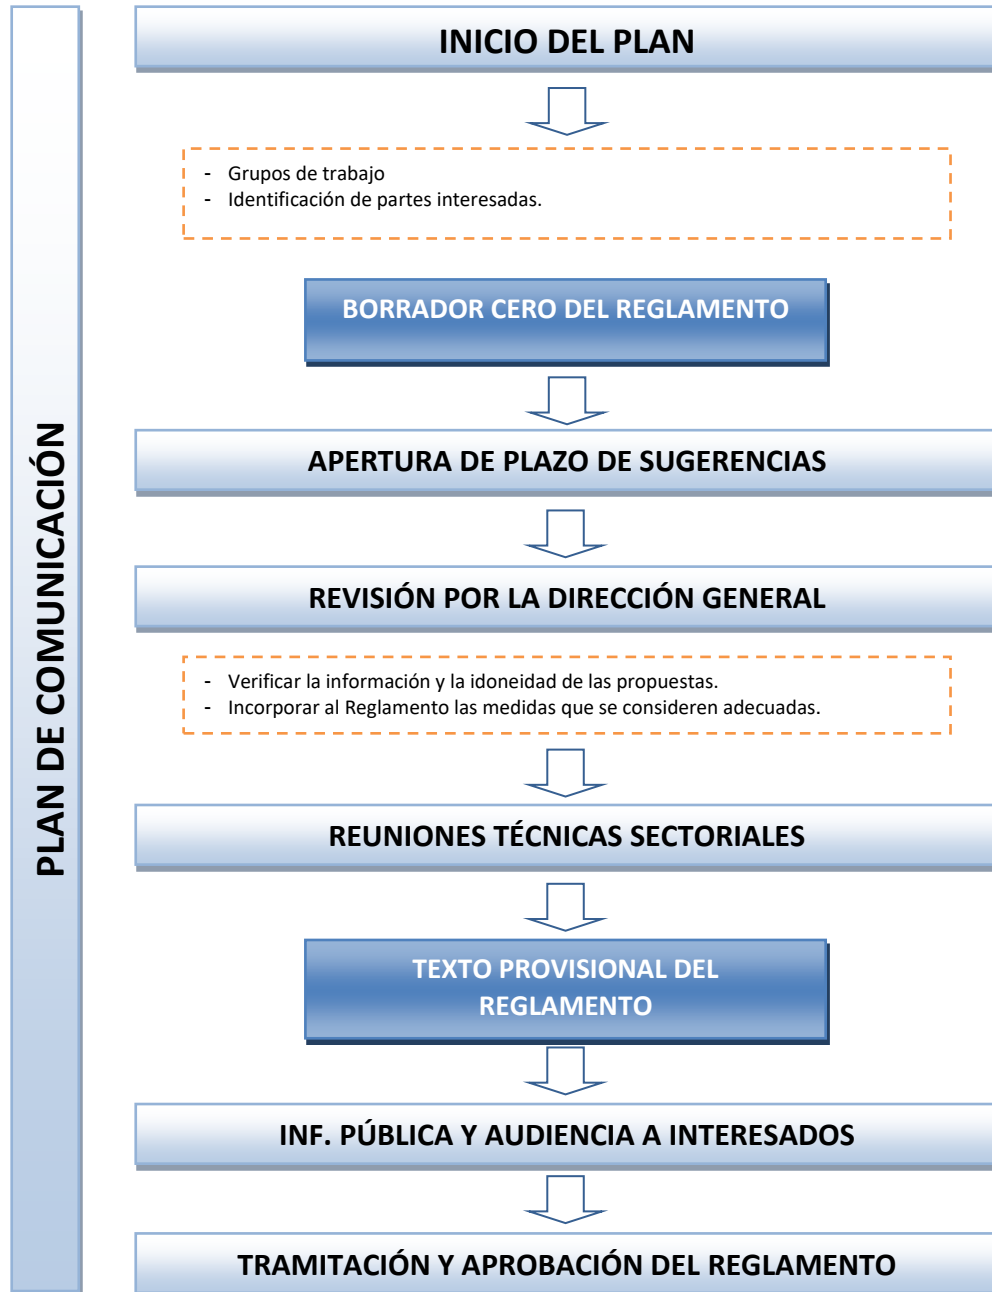 PLAN DE COMUNICACIÓN
INICIO DEL PLAN
- Grupos de trabajo
- Identificación de partes interesadas.
BORRADOR CERO DEL REGLAMENTO
APERTURA DE PLAZO DE SUGERENCIAS
REVISIÓN POR LA DIRECCIÓN GENERAL
- Verificar la información y la idoneidad de las propuestas.
- Incorporar al Reglamento las medidas que se consideren adecuadas.
REUNIONES TÉCNICAS SECTORIALES
TEXTO PROVISIONAL DEL
REGLAMENTO
INF. PÚBLICA Y AUDIENCIA A INTERESADOS
TRAMITACIÓN Y APROBACIÓN DEL REGLAMENTO